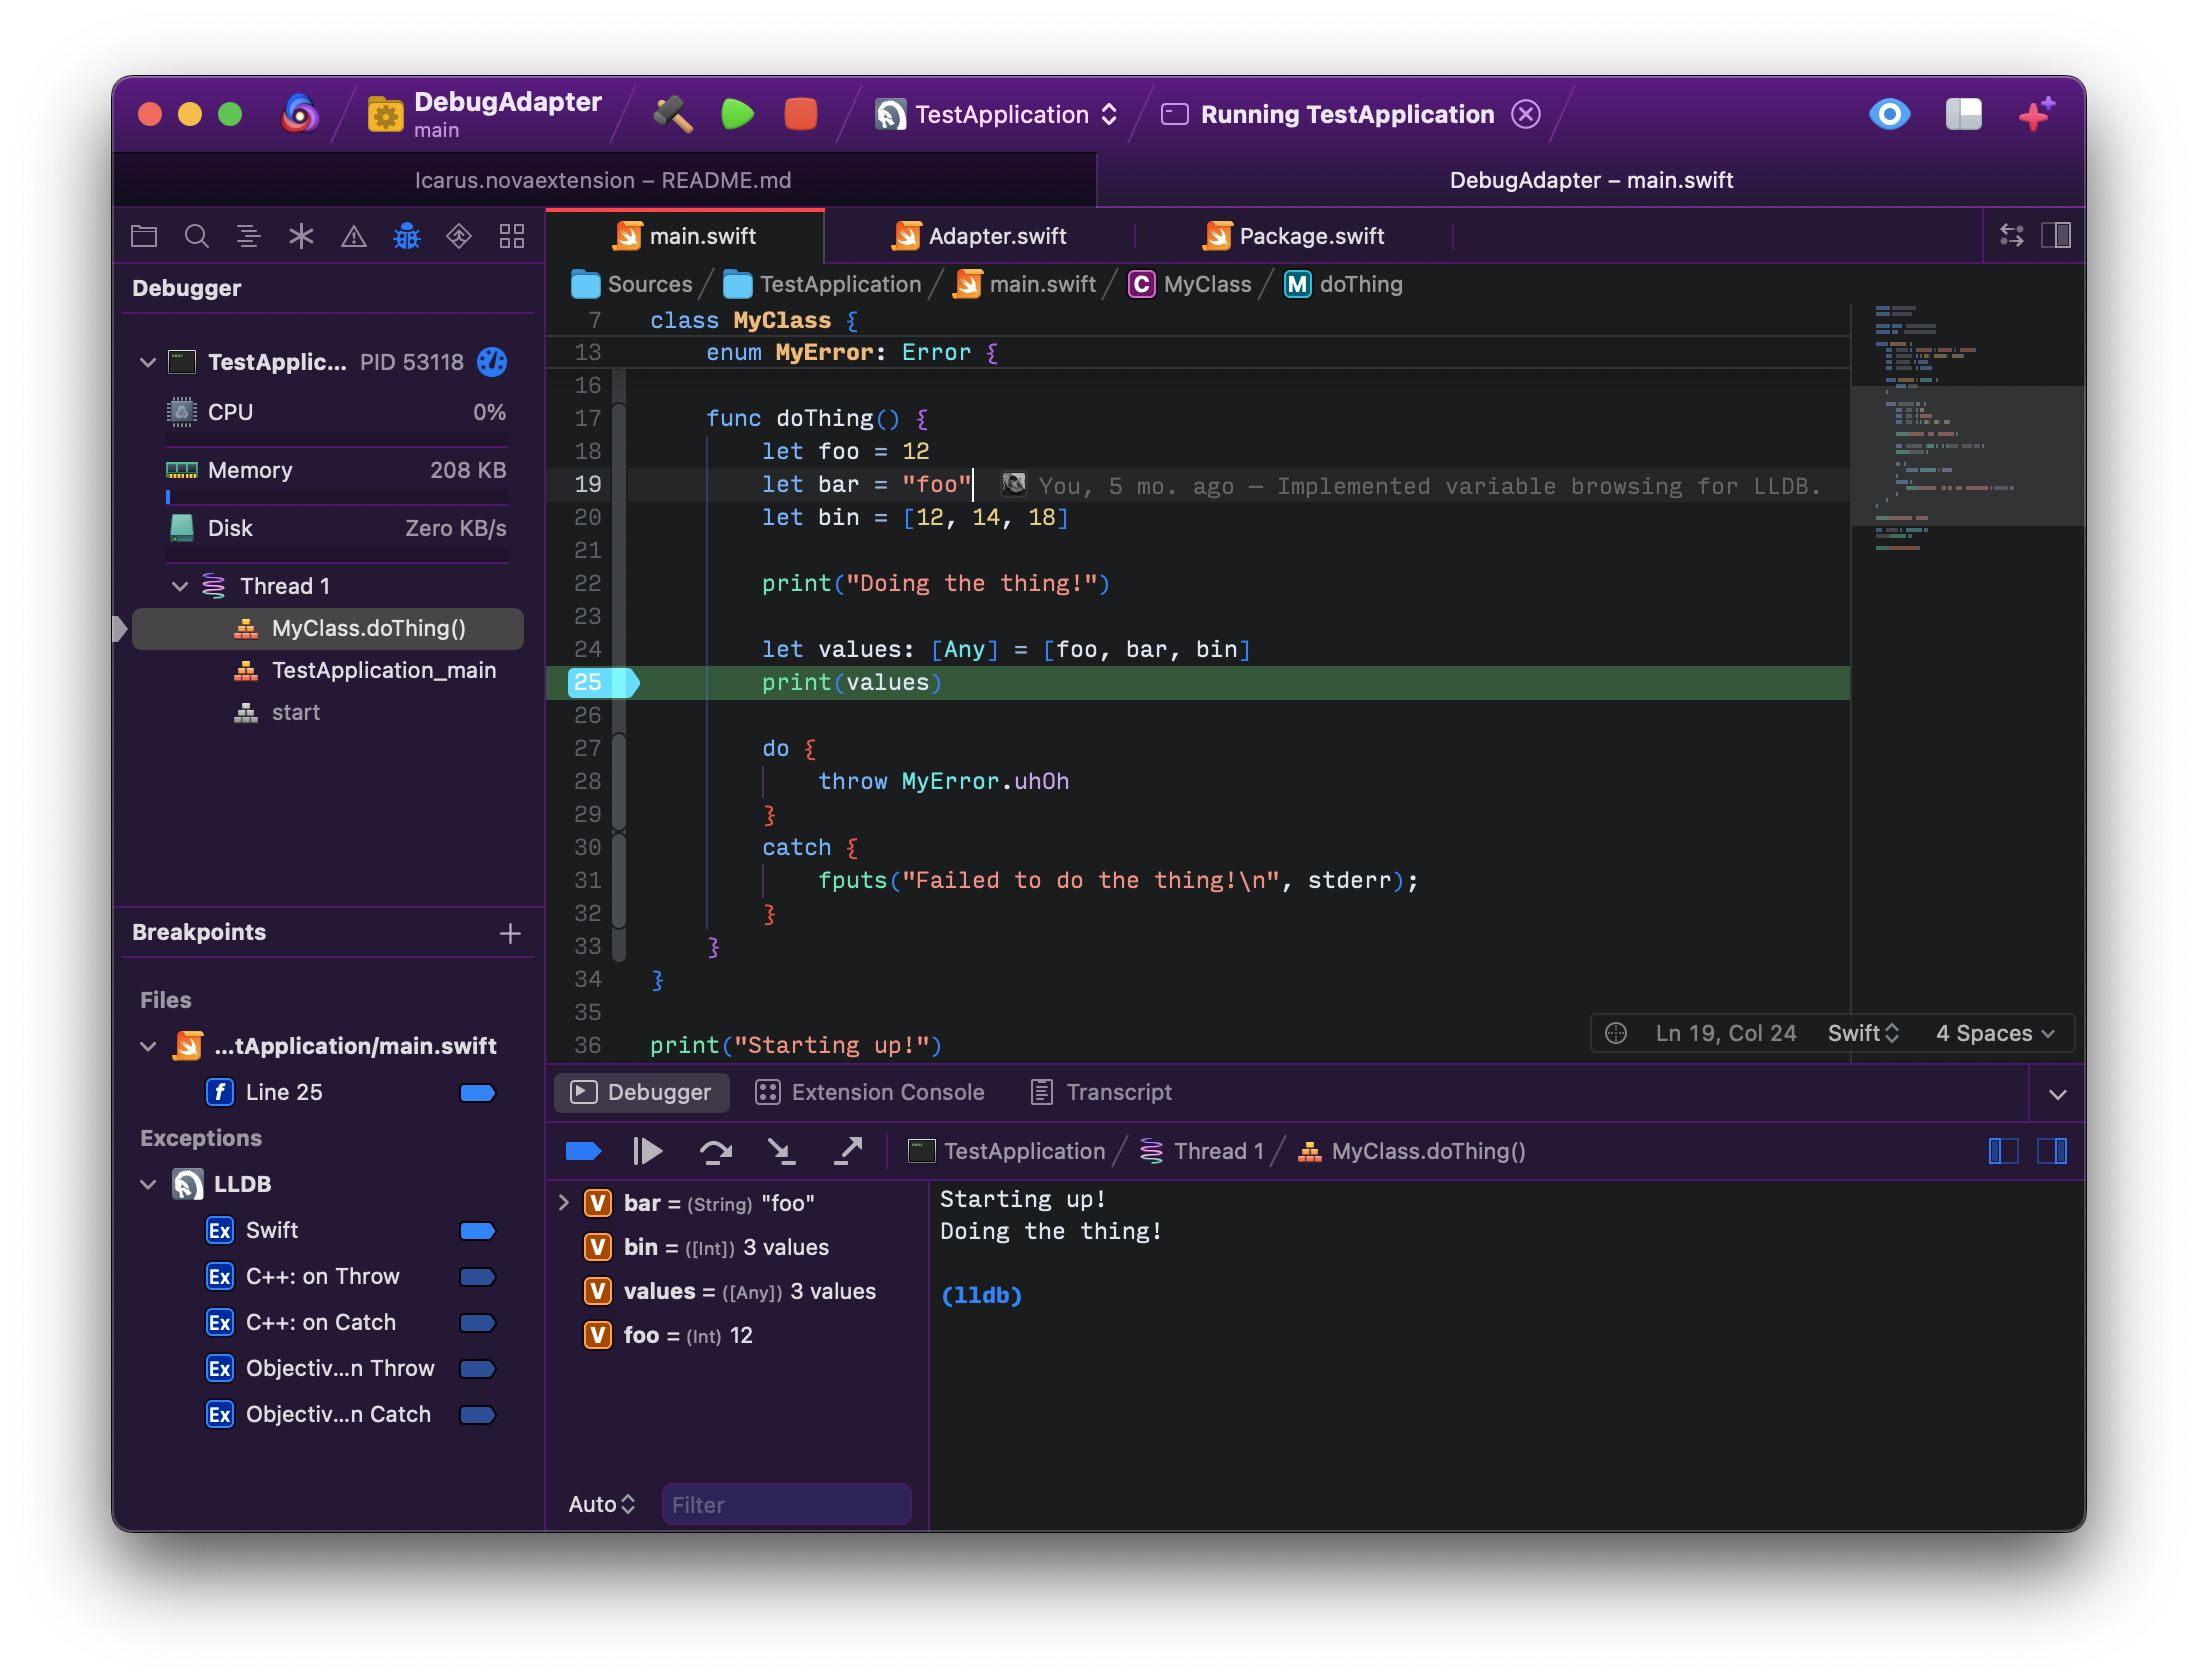 DebugAdapter
main
TestApplication
Running TestApplication
Icarus.novaextension – README.md
DebugAdapter – main.swift
main.swift
Adapter.swift
Package.swift
Sources
TestApplication
main.swift
C MyClass
M doThing
Debugger
TestApplic... PID 53118
CPU 0%
Memory 208 KB
Disk Zero KB/s
Thread 1
MyClass.doThing()
TestApplication_main
start
Breakpoints
Files
...tApplication/main.swift
f Line 25
Exceptions
LLDB
Ex Swift
Ex C++: on Throw
Ex C++: on Catch
Ex Objectiv...n Throw
Ex Objectiv...n Catch
7 class MyClass {
13 enum MyError: Error {
16
17 func doThing() {
18 let foo = 12
19 let bar = "foo" You, 5 mo. ago — Implemented variable browsing for LLDB.
20 let bin = [12, 14, 18]
21
22 print("Doing the thing!")
23
24 let values: [Any] = [foo, bar, bin]
25 print(values)
26
27 do {
28 throw MyError.uhOh
29 }
30 catch {
31 fputs("Failed to do the thing!\n", stderr);
32 }
33 }
34 }
35
36 print("Starting up!")
Ln 19, Col 24
Swift
4 Spaces
Debugger
Extension Console
Transcript
TestApplication
Thread 1
MyClass.doThing()
V bar = (String) "foo"
V bin = ([Int]) 3 values
V values = ([Any]) 3 values
V foo = (Int) 12
Auto
Filter
Starting up!
Doing the thing!
(lldb)